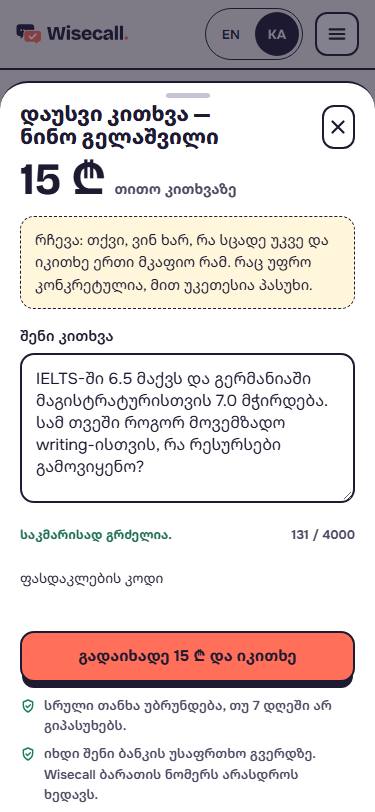 Wisecall.
EN
KA
დაუსვი კითხვა —
ნინო გელაშვილი
15 ₾ თითო კითხვაზე
რჩევა: თქვი, ვინ ხარ, რა სცადე უკვე და
იკითხე ერთი მკაფიო რამ. რაც უფრო
კონკრეტულია, მით უკეთესია პასუხი.
შენი კითხვა
IELTS-ში 6.5 მაქვს და გერმანიაში
მაგისტრატურისთვის 7.0 მჭირდება.
სამ თვეში როგორ მოვემზადო
writing-ისთვის, რა რესურსები
გამოვიყენო?
საკმარისად გრძელია. 131 / 4000
ფასდაკლების კოდი
გადაიხადე 15 ₾ და იკითხე
სრული თანხა უბრუნდება, თუ 7 დღეში არ
გიპასუხებს.
იხდი შენი ბანკის უსაფრთხო გვერდზე.
Wisecall ბარათის ნომერს არასდროს
ხედავს.